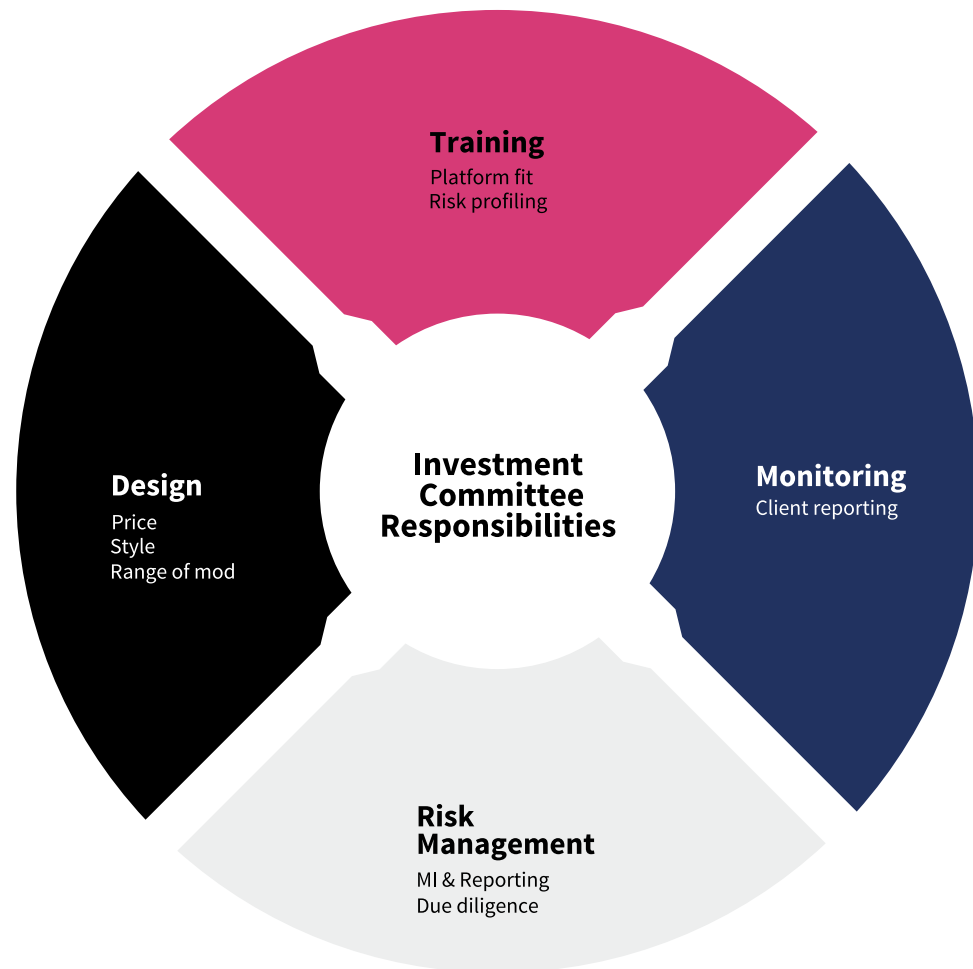 Training
Platform fit
Risk profiling
Design
Price
Style
Range of mod
Investment
Committee
Responsibilities
Monitoring
Client reporting
Risk
Management
MI & Reporting
Due diligence